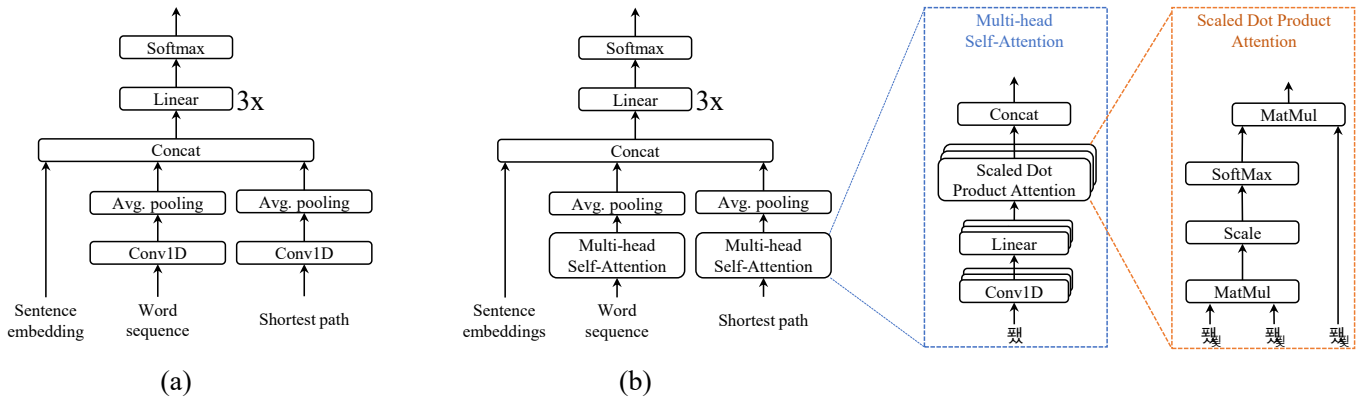 Softmax
Linear
3x
Concat
Avg. pooling
Avg. pooling
Conv1D
Conv1D
Sentence
embedding
Word
sequence
Shortest path
(a)
Softmax
Linear
3x
Concat
Avg. pooling
Avg. pooling
Multi-head
Self-Attention
Multi-head
Self-Attention
Sentence
embeddings
Word
sequence
Shortest path
(b)
Multi-head
Self-Attention
Concat
Scaled Dot
Product Attention
Linear
Conv1D
Scaled Dot Product
Attention
MatMul
SoftMax
Scale
MatMul